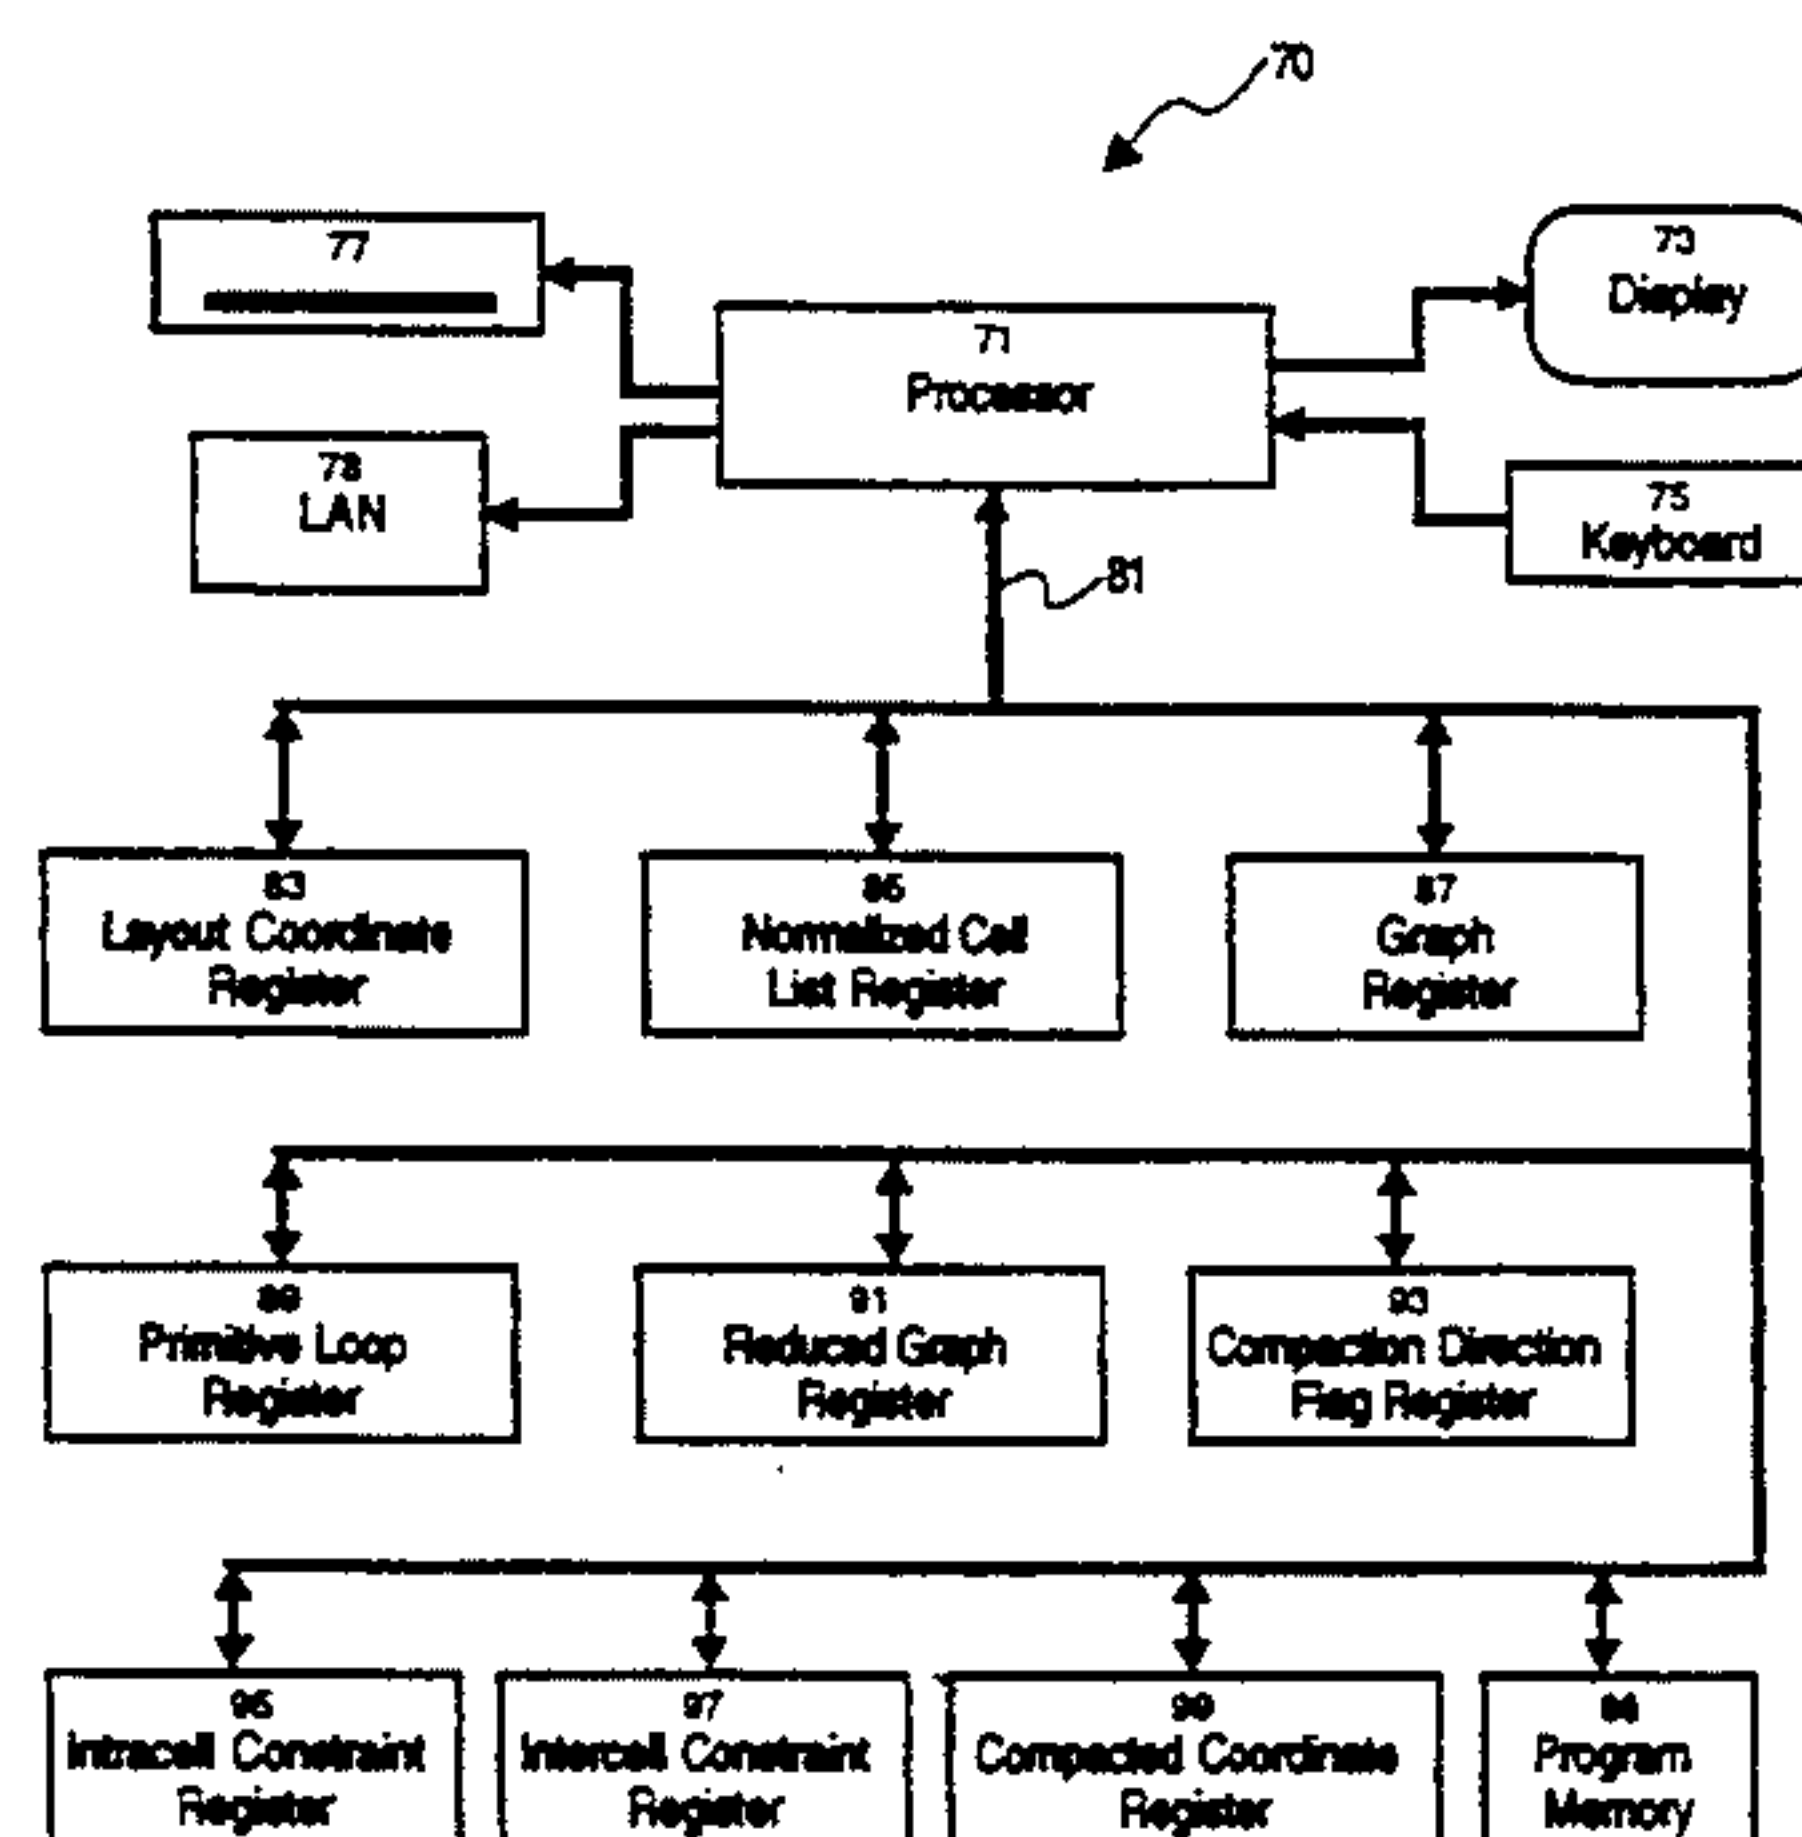 70
77
73
Display
71
Processor
78
LAN
75
Keyboard
81
83
Layout Coordinate
Register
85
Normalized Cell
List Register
87
Graph
Register
89
Primitive Loop
Register
91
Reduced Graph
Register
93
Compaction Direction
Flag Register
95
Intracell Constraint
Register
97
Intercell Constraint
Register
99
Compacted Coordinate
Register
Program
Memory